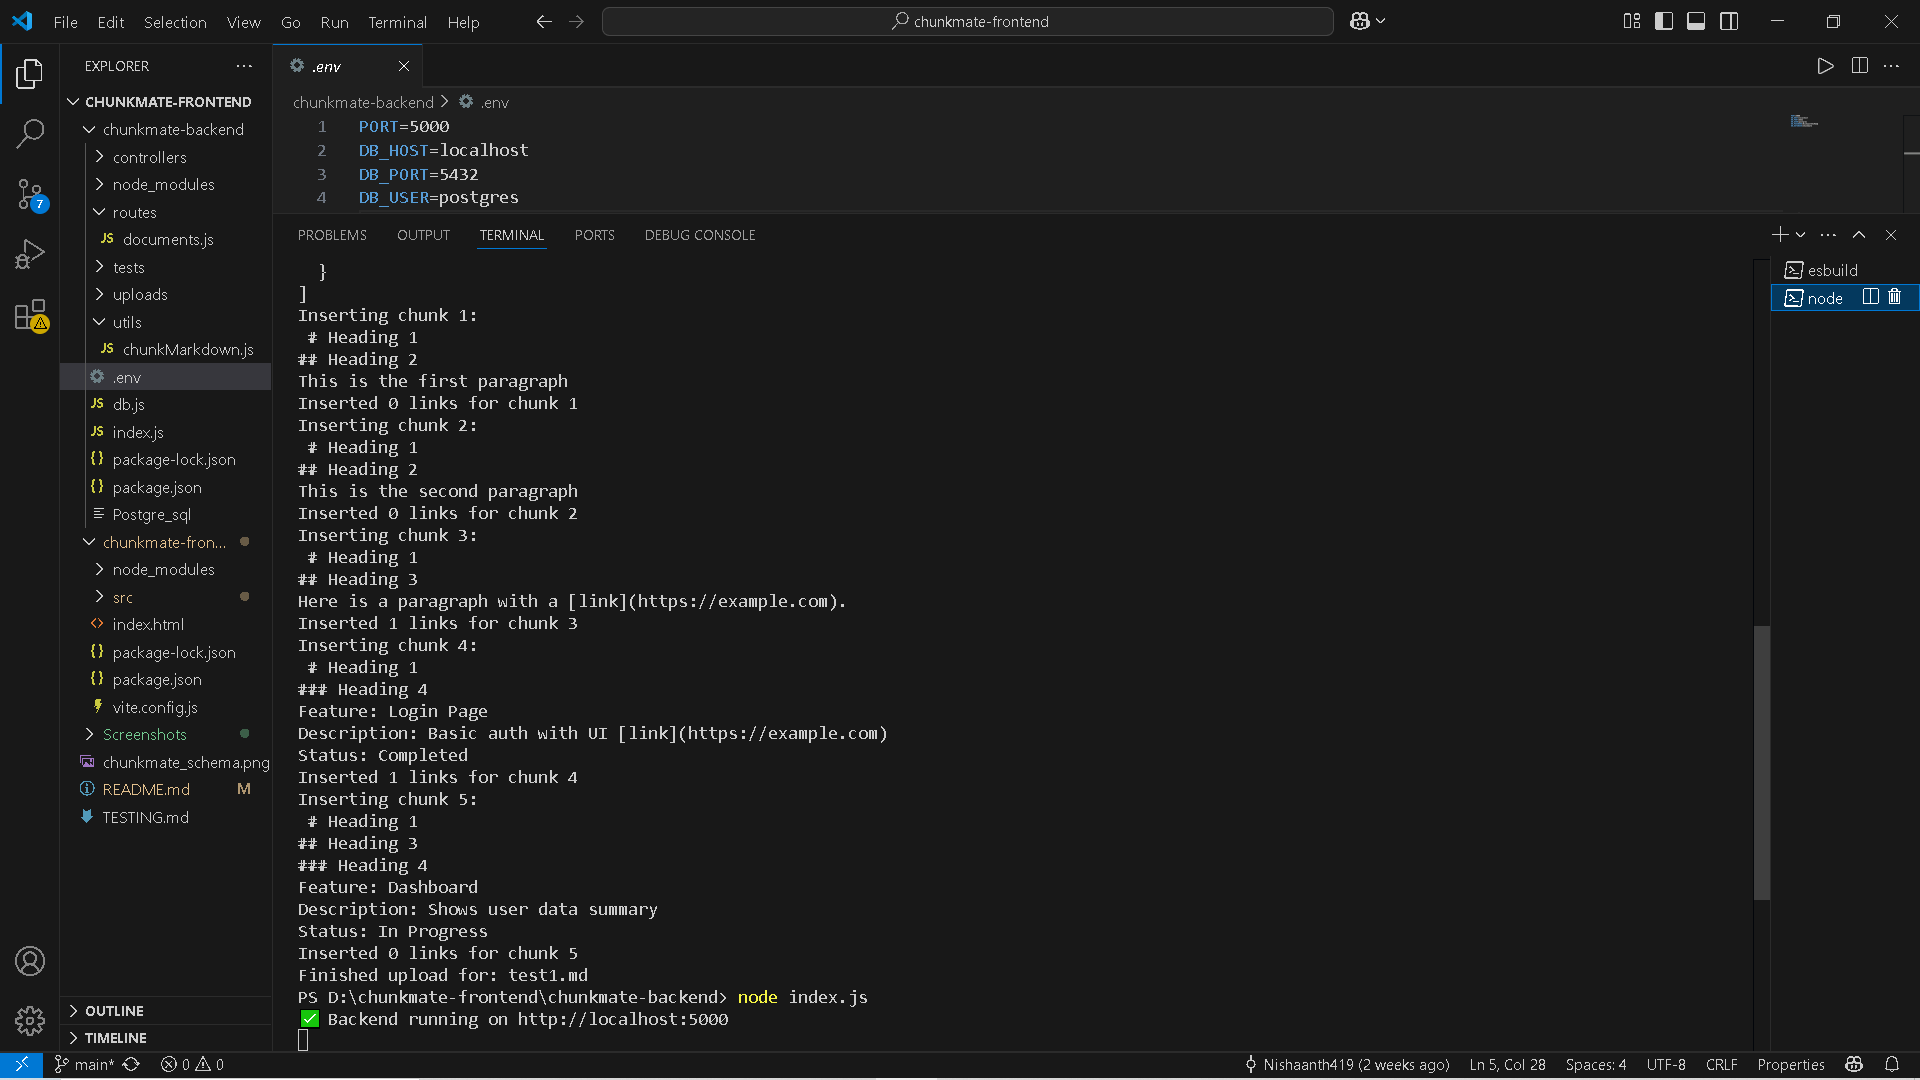 File Edit Selection View Go Run Terminal Help
chunkmate-frontend
EXPLORER
CHUNKMATE-FRONTEND
chunkmate-backend
controllers
node_modules
routes
documents.js
tests
uploads
utils
chunkMarkdown.js
.env
db.js
index.js
package-lock.json
package.json
Postgre_sql
chunkmate-fron...
node_modules
src
index.html
package-lock.json
package.json
vite.config.js
Screenshots
chunkmate_schema.png
README.md M
TESTING.md
OUTLINE
TIMELINE
7
.env
chunkmate-backend > .env
1 PORT=5000
2 DB_HOST=localhost
3 DB_PORT=5432
4 DB_USER=postgres
PROBLEMS OUTPUT TERMINAL PORTS DEBUG CONSOLE
}
]
Inserting chunk 1:
# Heading 1
## Heading 2
This is the first paragraph
Inserted 0 links for chunk 1
Inserting chunk 2:
# Heading 1
## Heading 2
This is the second paragraph
Inserted 0 links for chunk 2
Inserting chunk 3:
# Heading 1
## Heading 3
Here is a paragraph with a [link](https://example.com).
Inserted 1 links for chunk 3
Inserting chunk 4:
# Heading 1
### Heading 4
Feature: Login Page
Description: Basic auth with UI [link](https://example.com)
Status: Completed
Inserted 1 links for chunk 4
Inserting chunk 5:
# Heading 1
## Heading 3
### Heading 4
Feature: Dashboard
Description: Shows user data summary
Status: In Progress
Inserted 0 links for chunk 5
Finished upload for: test1.md
PS D:\chunkmate-frontend\chunkmate-backend> node index.js
✅ Backend running on http://localhost:5000
esbuild
node
main* 0 0
Nishaanth419 (2 weeks ago) Ln 5, Col 28 Spaces: 4 UTF-8 CRLF Properties